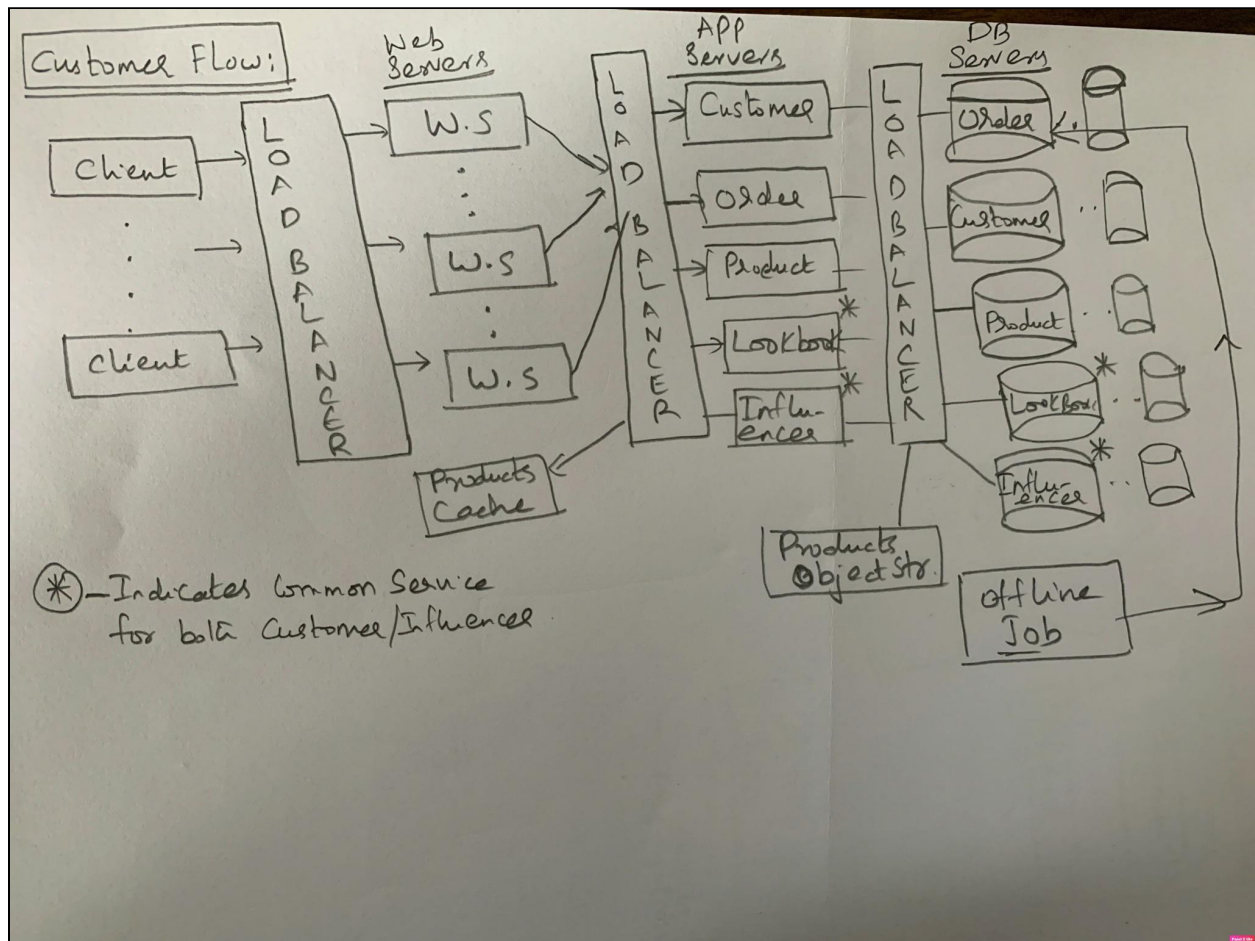 Customer Flow:
Web
Servers
APP
Servers
DB
Servers
Client
Client
LOAD BALANCER
W.S
W.S
W.S
LOAD BALANCER
Products
Cache
Customer
Order
Product
Lookbook *
Influ-
encer *
LOAD BALANCER
Order
Customer
Product
LookBook *
Influ-
encer *
Products
Object Str.
Offline
Job
* - Indicates Common Service
for both Customer/Influencer